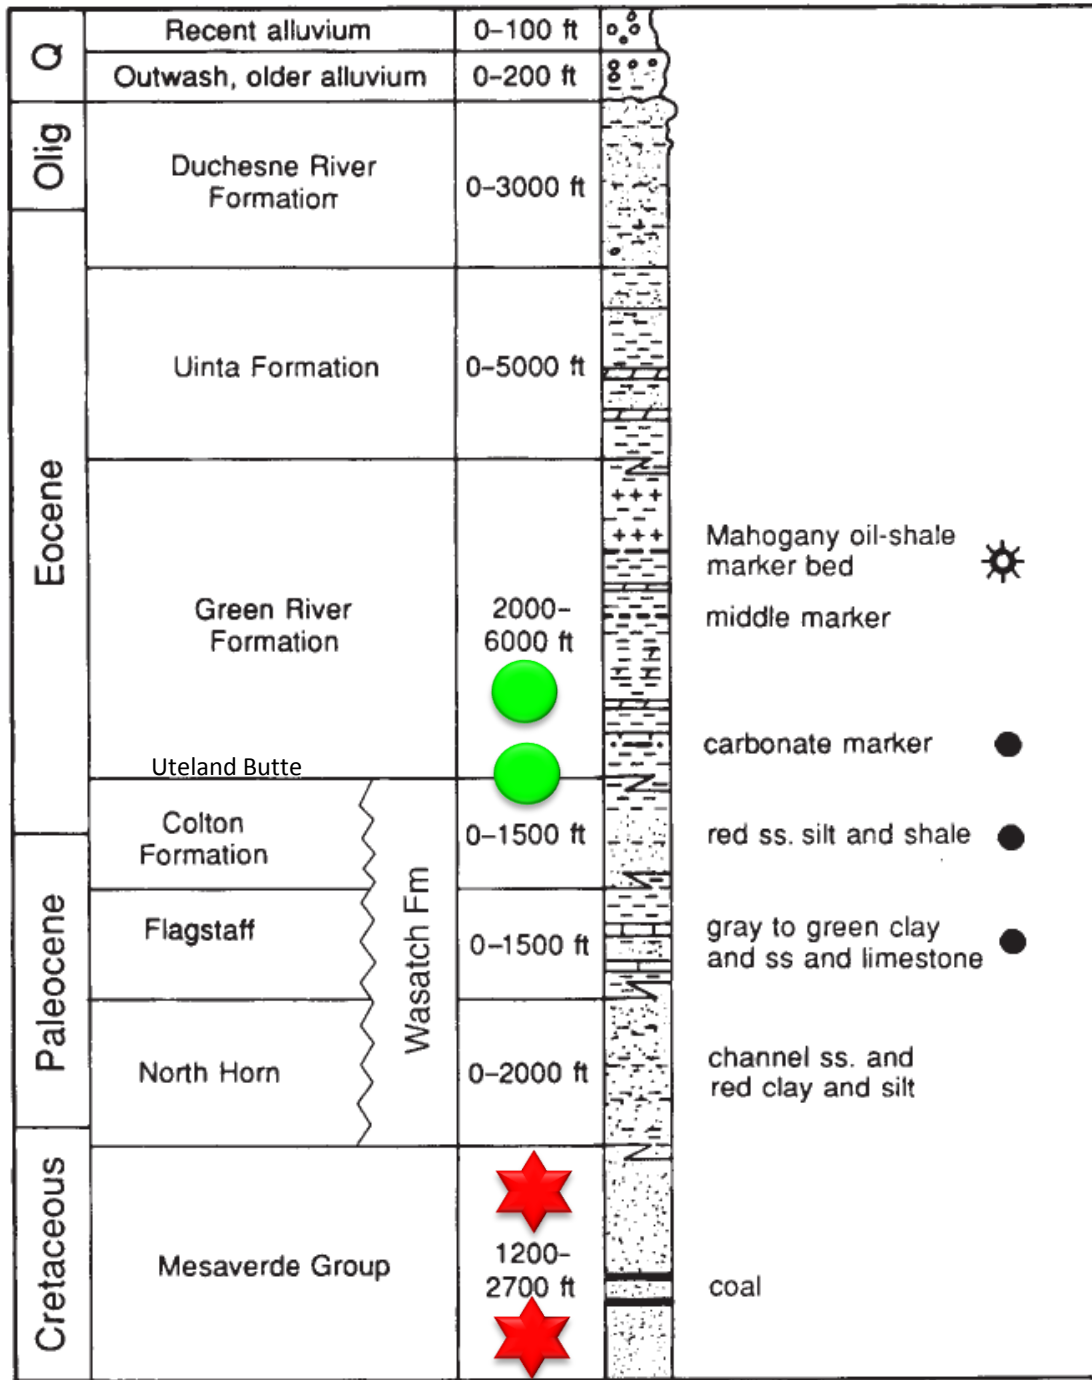 Q
Recent alluvium
0–100 ft
Outwash, older alluvium
0–200 ft
Olig
Duchesne River
Formation
0–3000 ft
Eocene
Uinta Formation
0–5000 ft
Green River
Formation
2000–
6000 ft
Mahogany oil-shale
marker bed
middle marker
carbonate marker
Uteland Butte
Colton
Formation
Wasatch Fm
0–1500 ft
red ss. silt and shale
Paleocene
Flagstaff
0–1500 ft
gray to green clay
and ss and limestone
North Horn
0–2000 ft
channel ss. and
red clay and silt
Cretaceous
Mesaverde Group
1200–
2700 ft
coal